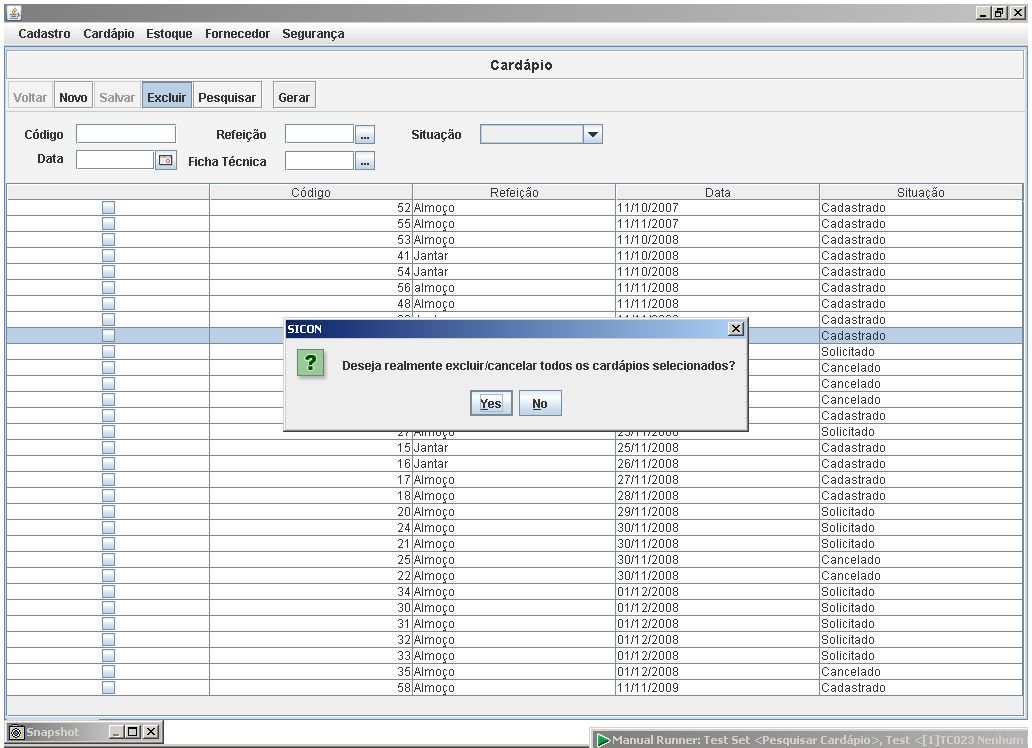 Cadastro Cardápio Estoque Fornecedor Segurança
Cardápio
Voltar Novo Salvar Excluir Pesquisar Gerar
Código Refeição ... Situação
Data Ficha Técnica ...
Código Refeição Data Situação
52 Almoço 11/10/2007 Cadastrado
55 Almoço 11/11/2007 Cadastrado
53 Almoço 11/10/2008 Cadastrado
41 Jantar 11/10/2008 Cadastrado
54 Jantar 11/10/2008 Cadastrado
56 almoço 11/11/2008 Cadastrado
48 Almoço 11/11/2008 Cadastrado
Cadastrado
SICON
Cadastrado
Solicitado
? Deseja realmente excluir/cancelar todos os cardápios selecionados?
Cancelado
Cancelado
Yes No
Cancelado
Cadastrado
27 Almoço 25/11/2008 Solicitado
15 Jantar 25/11/2008 Cadastrado
16 Jantar 26/11/2008 Cadastrado
17 Almoço 27/11/2008 Cadastrado
18 Almoço 28/11/2008 Cadastrado
20 Almoço 29/11/2008 Solicitado
24 Almoço 30/11/2008 Solicitado
21 Almoço 30/11/2008 Solicitado
25 Almoço 30/11/2008 Cancelado
22 Almoço 30/11/2008 Cancelado
34 Almoço 01/12/2008 Solicitado
30 Almoço 01/12/2008 Solicitado
31 Almoço 01/12/2008 Solicitado
32 Almoço 01/12/2008 Solicitado
33 Almoço 01/12/2008 Solicitado
35 Almoço 01/12/2008 Cancelado
58 Almoço 11/11/2009 Cadastrado
Snapshot
Manual Runner: Test Set <Pesquisar Cardápio>, Test <[1]TC023 Nenhum